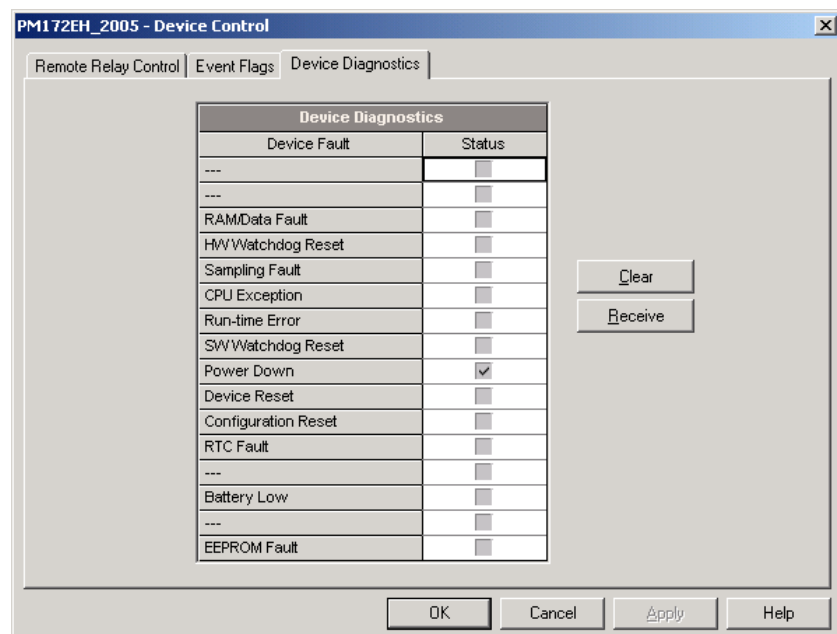 PM172EH_2005 - Device Control
Remote Relay Control Event Flags Device Diagnostics
Device Diagnostics
Device Fault Status
---
---
RAM/Data Fault
HW Watchdog Reset
Sampling Fault
CPU Exception
Run-time Error
SW Watchdog Reset
Power Down
Device Reset
Configuration Reset
RTC Fault
---
Battery Low
---
EEPROM Fault
Clear
Receive
OK Cancel Apply Help